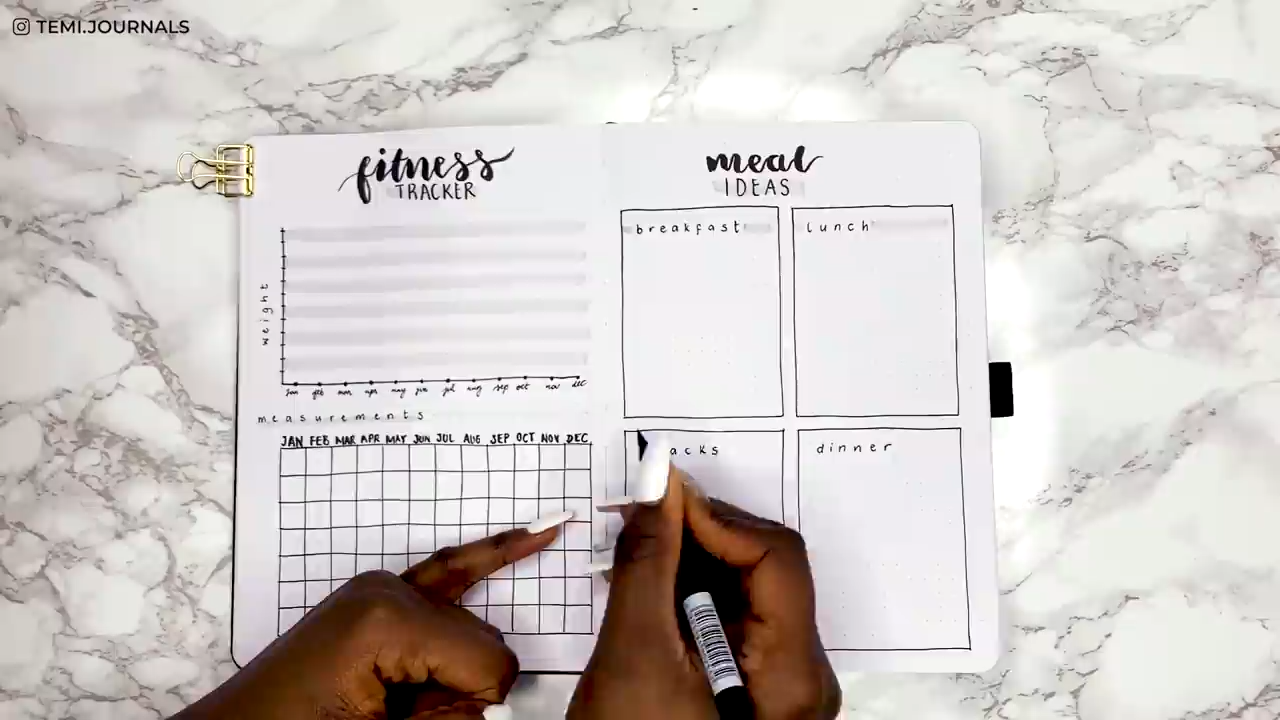 TEMI.JOURNALS
fitness
TRACKER
weight
Jan feb mar apr may jun jul aug sep oct nov DEC
measurements
JAN FEB MAR APR MAY JUN JUL AUG SEP OCT NOV DEC
meal
IDEAS
breakfast
lunch
acks
dinner